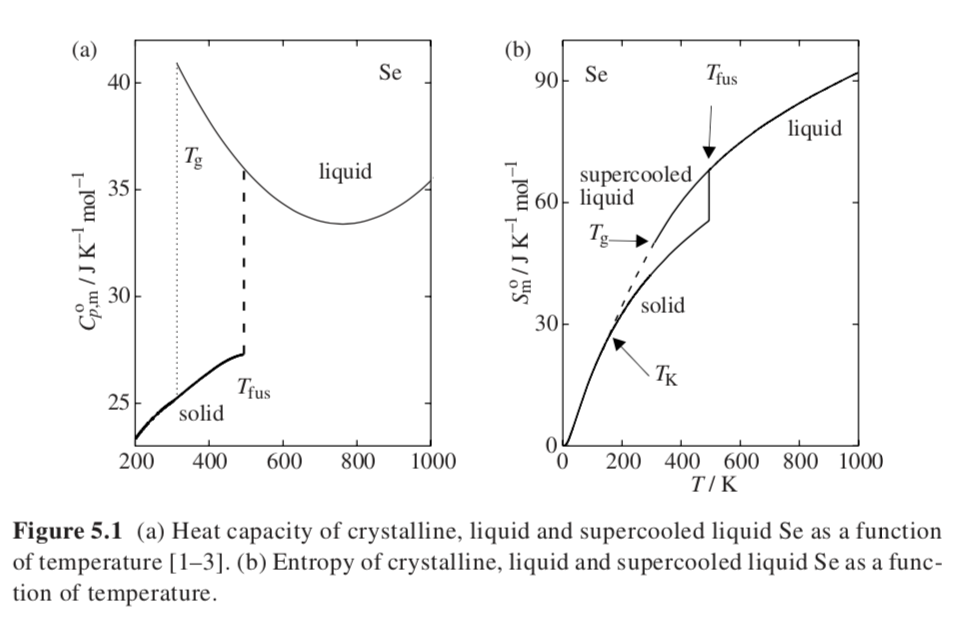 (a)
Se
40
35
30
25
T_g
liquid
T_fus
solid
C°_p,m / J K⁻¹ mol⁻¹
200 400 600 800 1000
(b)
Se
T_fus
90
60
30
0
liquid
supercooled
liquid
T_g
solid
T_K
S°_m / J K⁻¹ mol⁻¹
0 200 400 600 800 1000
T / K
Figure 5.1 (a) Heat capacity of crystalline, liquid and supercooled liquid Se as a function
of temperature [1–3]. (b) Entropy of crystalline, liquid and supercooled liquid Se as a func-
tion of temperature.